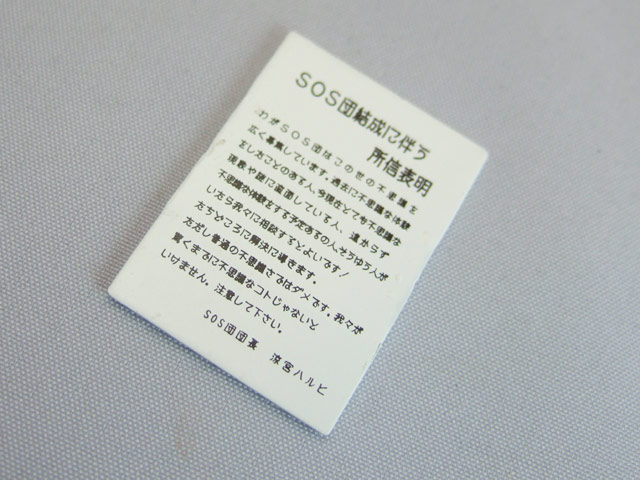 SOS団結成に伴う
所信表明
わがSOS団はこの世の不思議を
広く募集しています。過去に不思議な体験
をしたことのある人、今現在とても不思議な
現象や謎に直面している人、遠からず
不思議な体験をする予定あるの人、そうゆう人が
いたら我々に相談するとよいです!
たちどころに解決に導きます。
ただし普通の不思議さではダメです。我々が
驚くまでに不思議なコトじゃないと
いけません。注意して下さい。
SOS団団長 涼宮ハルヒ